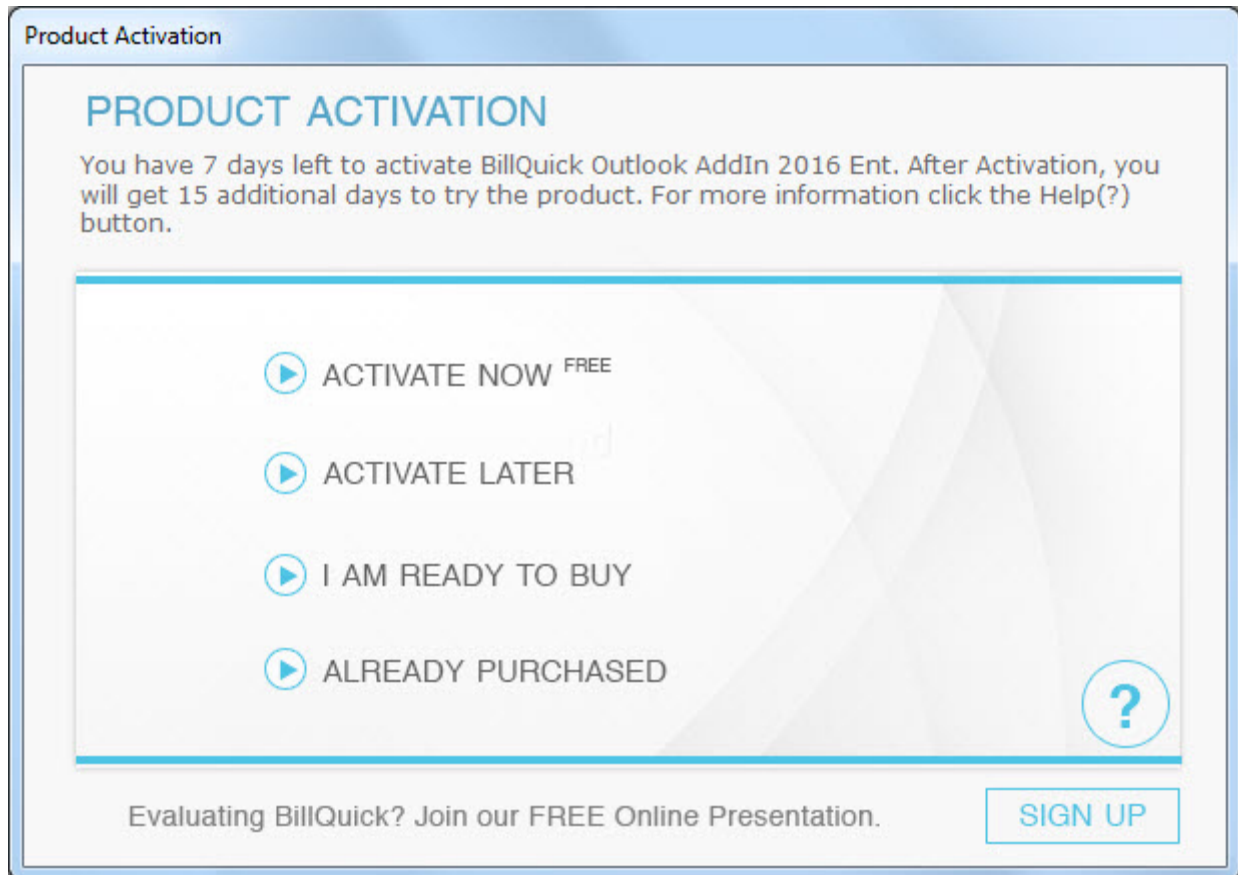 Product Activation
PRODUCT ACTIVATION
You have 7 days left to activate BillQuick Outlook AddIn 2016 Ent. After Activation, you
will get 15 additional days to try the product. For more information click the Help(?)
button.
ACTIVATE NOW FREE
ACTIVATE LATER
I AM READY TO BUY
ALREADY PURCHASED
?
Evaluating BillQuick? Join our FREE Online Presentation.
SIGN UP